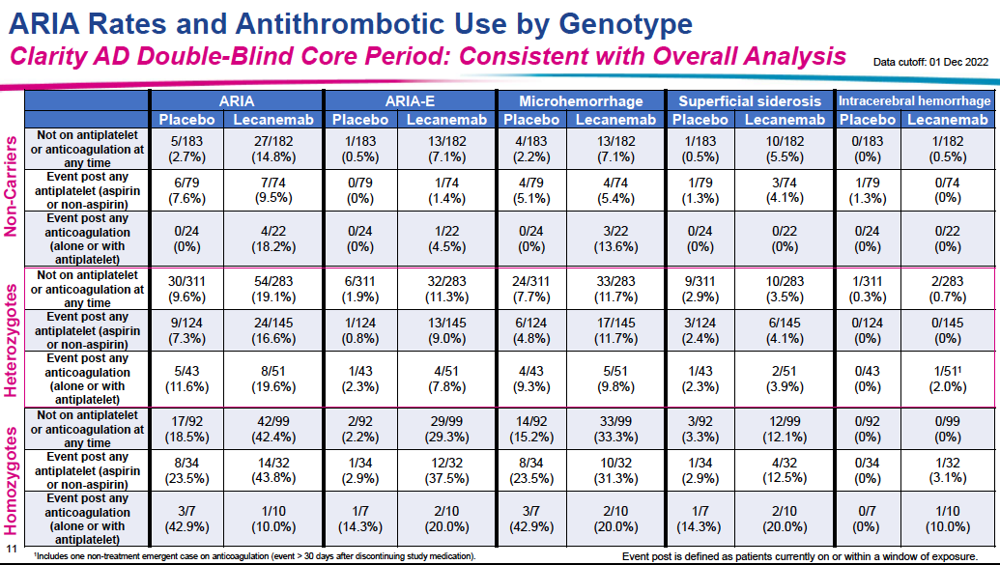 ARIA Rates and Antithrombotic Use by Genotype
Clarity AD Double-Blind Core Period: Consistent with Overall Analysis
Data cutoff: 01 Dec 2022
ARIA ARIA-E Microhemorrhage Superficial siderosis Intracerebral hemorrhage
Placebo Lecanemab Placebo Lecanemab Placebo Lecanemab Placebo Lecanemab Placebo Lecanemab
Non-Carriers
Not on antiplatelet
or anticoagulation at
any time
5/183 27/182 1/183 13/182 4/183 13/182 1/183 10/182 0/183 1/182
(2.7%) (14.8%) (0.5%) (7.1%) (2.2%) (7.1%) (0.5%) (5.5%) (0%) (0.5%)
Event post any
antiplatelet (aspirin
or non-aspirin)
6/79 7/74 0/79 1/74 4/79 4/74 1/79 3/74 1/79 0/74
(7.6%) (9.5%) (0%) (1.4%) (5.1%) (5.4%) (1.3%) (4.1%) (1.3%) (0%)
Event post any
anticoagulation
(alone or with
antiplatelet)
0/24 4/22 0/24 1/22 0/24 3/22 0/24 0/22 0/24 0/22
(0%) (18.2%) (0%) (4.5%) (0%) (13.6%) (0%) (0%) (0%) (0%)
Heterozygotes
Not on antiplatelet
or anticoagulation at
any time
30/311 54/283 6/311 32/283 24/311 33/283 9/311 10/283 1/311 2/283
(9.6%) (19.1%) (1.9%) (11.3%) (7.7%) (11.7%) (2.9%) (3.5%) (0.3%) (0.7%)
Event post any
antiplatelet (aspirin
or non-aspirin)
9/124 24/145 1/124 13/145 6/124 17/145 3/124 6/145 0/124 0/145
(7.3%) (16.6%) (0.8%) (9.0%) (4.8%) (11.7%) (2.4%) (4.1%) (0%) (0%)
Event post any
anticoagulation
(alone or with
antiplatelet)
5/43 8/51 1/43 4/51 4/43 5/51 1/43 2/51 0/43 1/51¹
(11.6%) (19.6%) (2.3%) (7.8%) (9.3%) (9.8%) (2.3%) (3.9%) (0%) (2.0%)
Homozygotes
Not on antiplatelet
or anticoagulation at
any time
17/92 42/99 2/92 29/99 14/92 33/99 3/92 12/99 0/92 0/99
(18.5%) (42.4%) (2.2%) (29.3%) (15.2%) (33.3%) (3.3%) (12.1%) (0%) (0%)
Event post any
antiplatelet (aspirin
or non-aspirin)
8/34 14/32 1/34 12/32 8/34 10/32 1/34 4/32 0/34 1/32
(23.5%) (43.8%) (2.9%) (37.5%) (23.5%) (31.3%) (2.9%) (12.5%) (0%) (3.1%)
Event post any
anticoagulation
(alone or with
antiplatelet)
3/7 1/10 1/7 2/10 3/7 2/10 1/7 2/10 0/7 1/10
(42.9%) (10.0%) (14.3%) (20.0%) (42.9%) (20.0%) (14.3%) (20.0%) (0%) (10.0%)
11
¹Includes one non-treatment emergent case on anticoagulation (event > 30 days after discontinuing study medication).
Event post is defined as patients currently on or within a window of exposure.